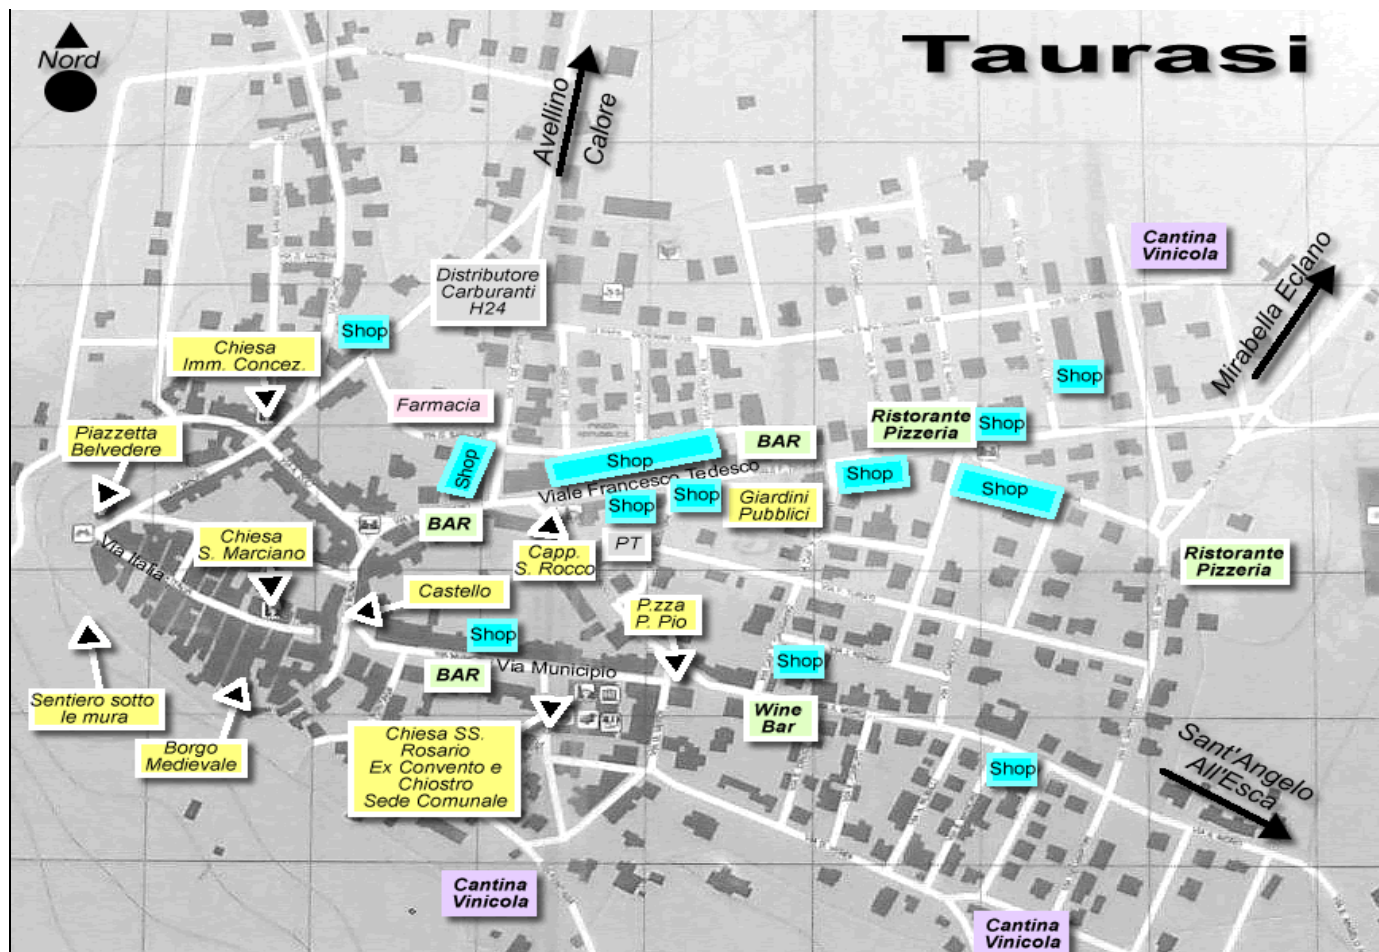 Taurasi
Nord
Avellino
Calore
Cantina
Vinicola
Mirabella Eclano
Distributore
Carburanti
H24
Shop
Chiesa
Imm. Concez.
Shop
Farmacia
Piazzetta
Belvedere
Ristorante
Pizzeria
Shop
BAR
Shop
Shop
Shop
Shop
Viale Francesco Tedesco
Shop
Shop
Giardini
Pubblici
BAR
Chiesa
S. Marciano
Capp.
S. Rocco
PT
Ristorante
Pizzeria
Via Italia
Castello
P.zza
P. Pio
Shop
Shop
BAR
Via Municipio
Sentiero sotto
le mura
Wine
Bar
Borgo
Medievale
Chiesa SS.
Rosario
Ex Convento e
Chiostro
Sede Comunale
Shop
Sant'Angelo
All'Esca
Cantina
Vinicola
Cantina
Vinicola